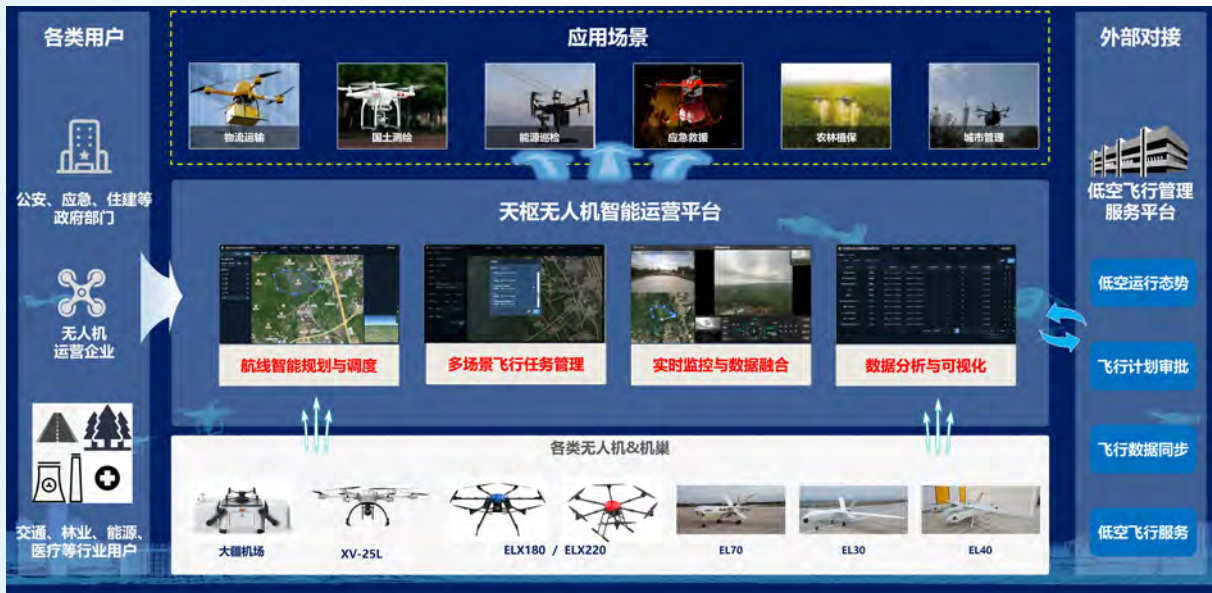 各类用户
公安、应急、住建等
政府部门
无人机
运营企业
交通、林业、能源、
医疗等行业用户
应用场景
物流运输
国土测绘
能源巡检
应急救援
农林植保
城市管理
天枢无人机智能运营平台
航线智能规划与调度
多场景飞行任务管理
实时监控与数据融合
数据分析与可视化
各类无人机&机巢
大疆机场
XV-25L
ELX180 / ELX220
EL70
EL30
EL40
外部对接
低空飞行管理
服务平台
低空运行态势
飞行计划审批
飞行数据同步
低空飞行服务